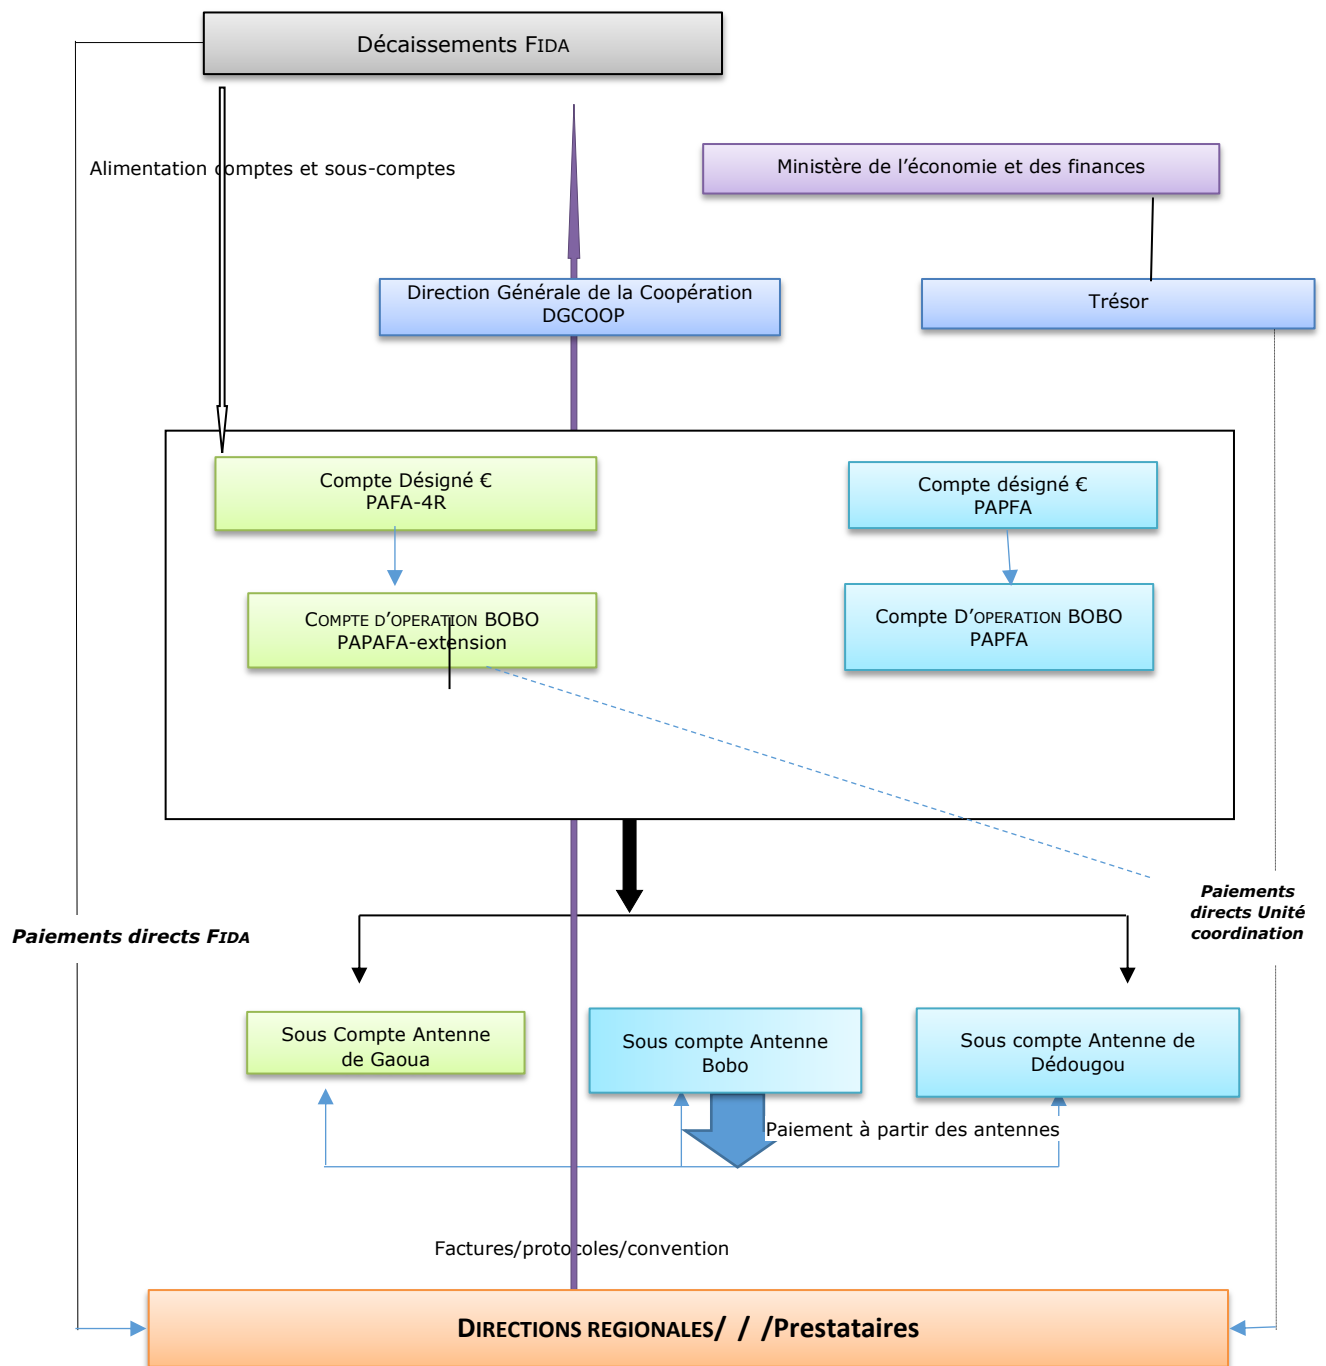 Décaissements FIDA
Alimentation comptes et sous-comptes
Ministère de l’économie et des finances
Direction Générale de la Coopération
DGCOOP
Trésor
Compte Désigné €
PAFA-4R
Compte désigné €
PAPFA
COMPTE D’OPERATION BOBO
PAPAFA-extension
Compte D’OPERATION BOBO
PAPFA
Paiements directs FIDA
Paiements
directs Unité
coordination
Sous Compte Antenne
de Gaoua
Sous compte Antenne
Bobo
Sous compte Antenne de
Dédougou
Paiement à partir des antennes
Factures/protocoles/convention
DIRECTIONS REGIONALES/ / /Prestataires